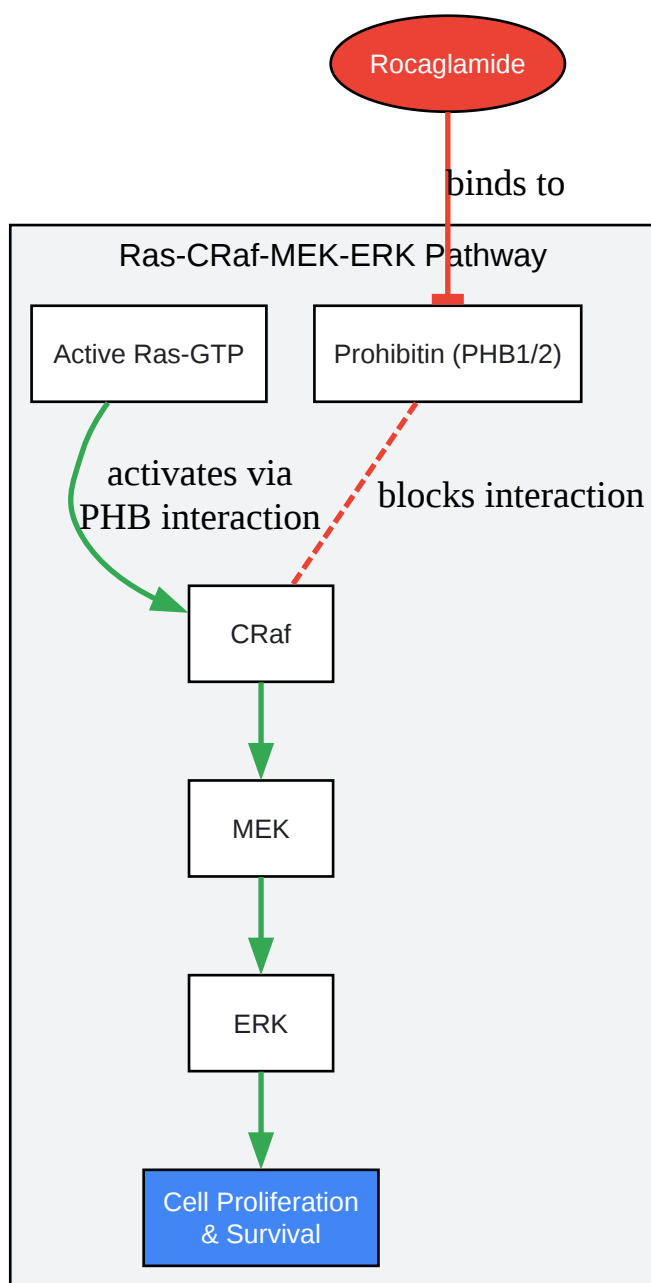 Rocaglamide
binds to
Ras-CRaf-MEK-ERK Pathway
Active Ras-GTP
Prohibitin (PHB1/2)
activates via
PHB interaction
blocks interaction
CRaf
MEK
ERK
Cell Proliferation
& Survival